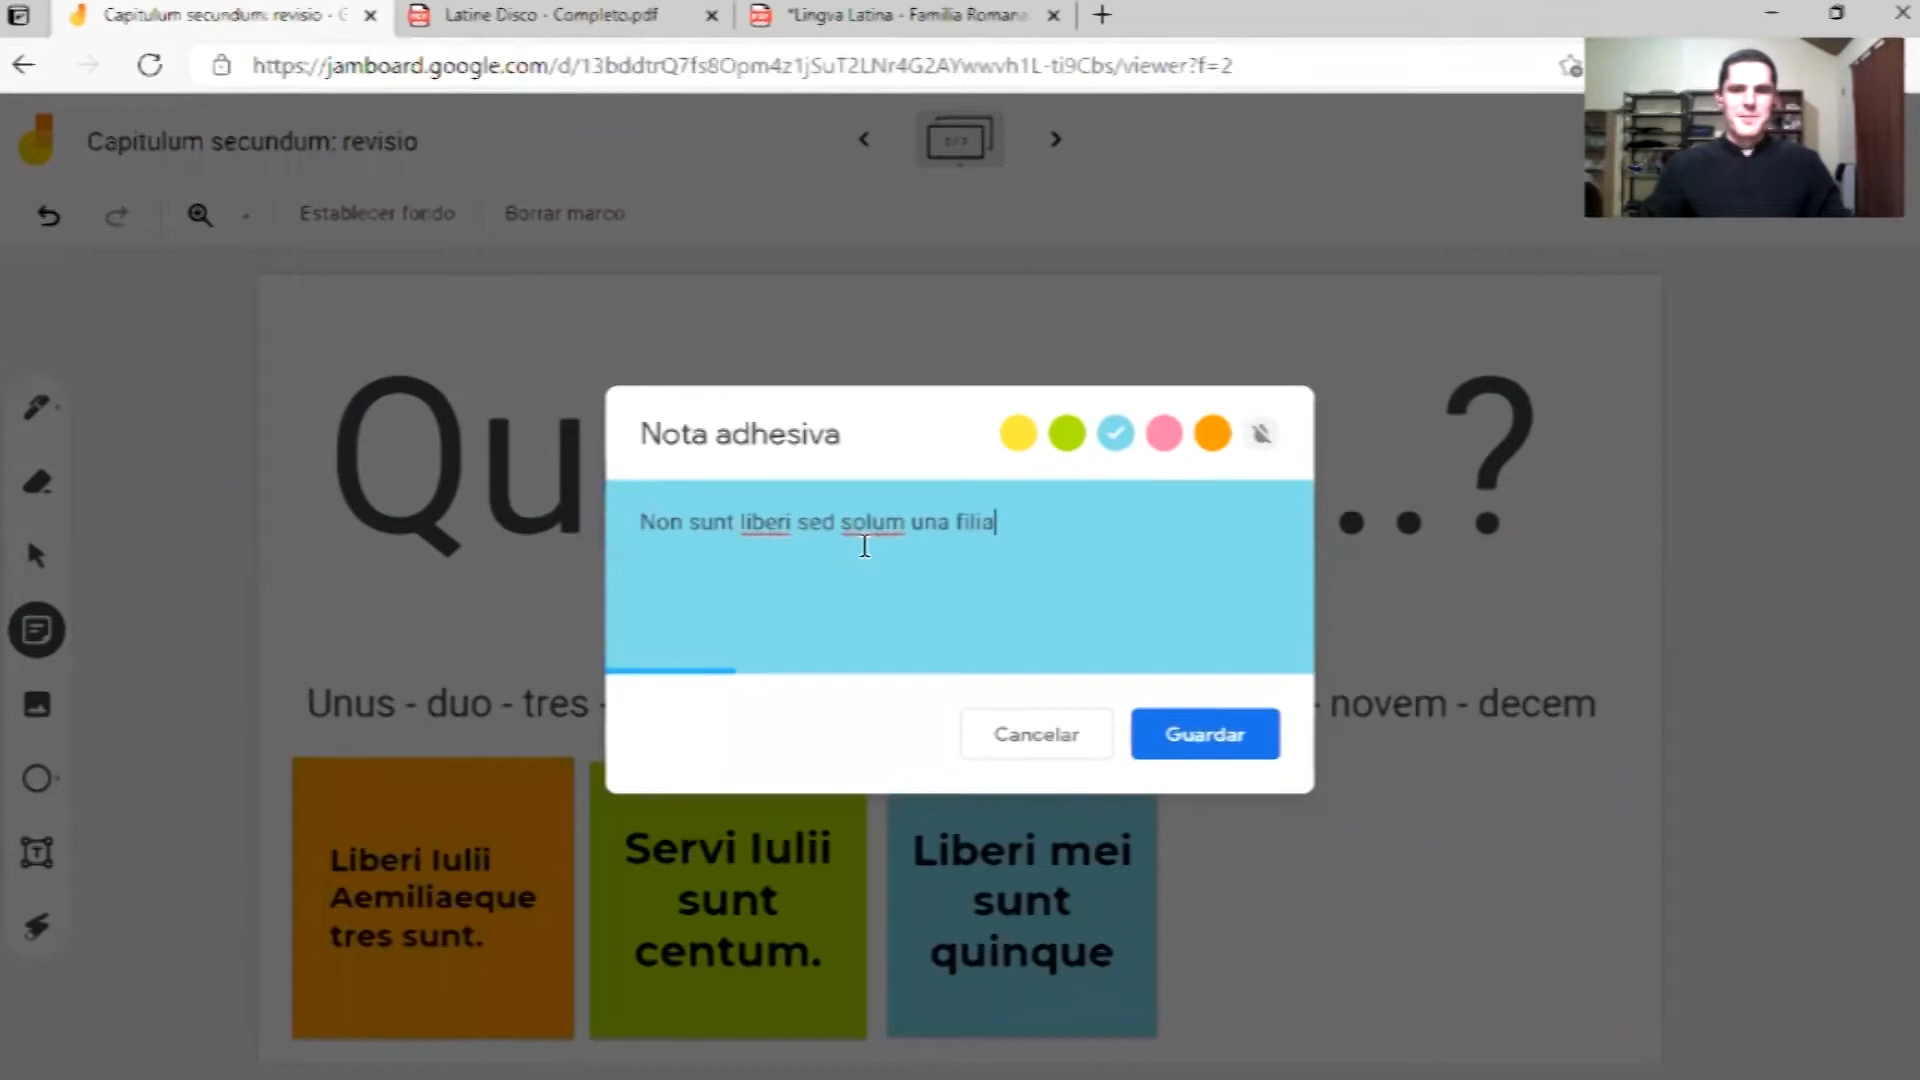 Capitulum secundum: revisio - G
Latine Disco - Completo.pdf
*Lingva Latina - Familia Romana
https://jamboard.google.com/d/13bddtrQ7fs8Opm4z1jSuT2LNr4G2AYwwvh1L-ti9Cbs/viewer?f=2
Capitulum secundum: revisio
Establecer fondo
Borrar marco
Qu ...?
Nota adhesiva
Non sunt liberi sed solum una filia
Unus - duo - tres - - novem - decem
Cancelar
Guardar
Liberi Iulii
Aemiliaeque
tres sunt.
Servi Iulii
sunt
centum.
Liberi mei
sunt
quinque